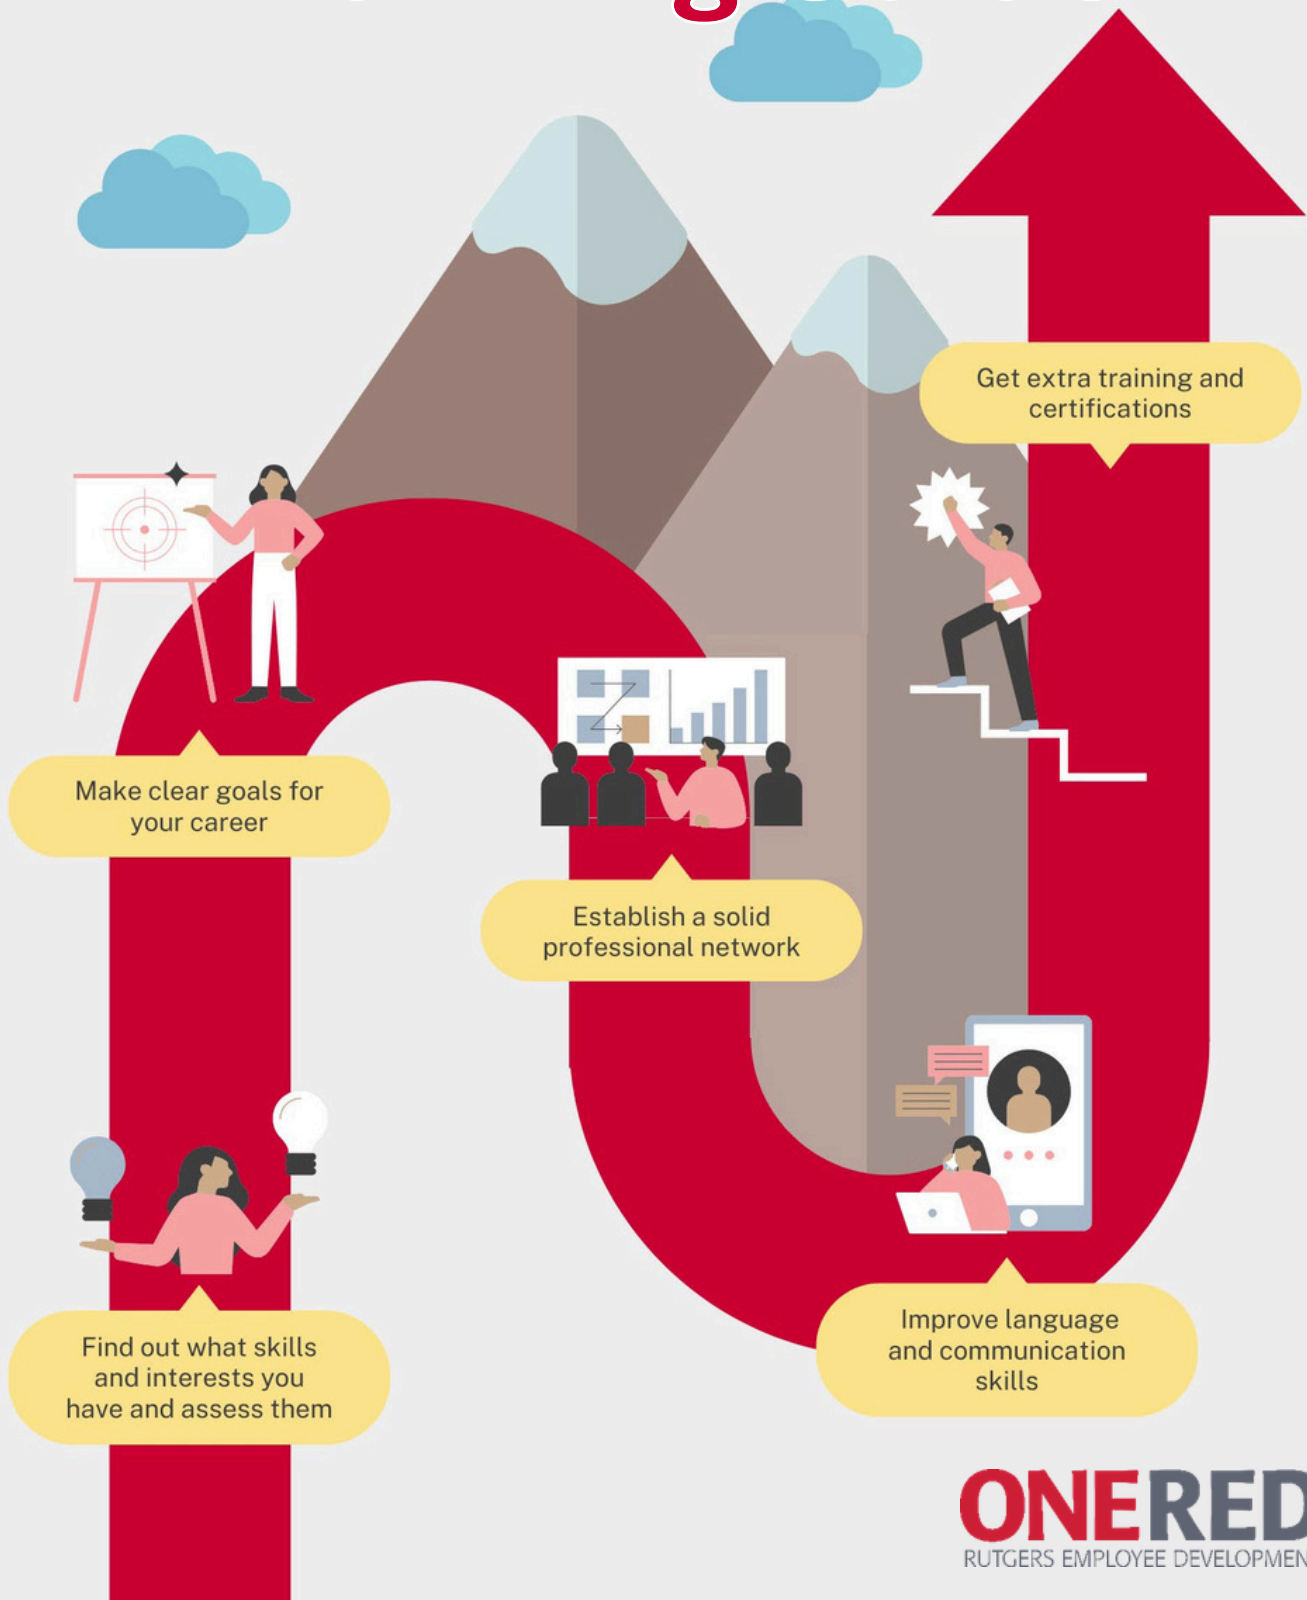 Get extra training and
certifications
Make clear goals for
your career
Establish a solid
professional network
Improve language
and communication
skills
Find out what skills
and interests you
have and assess them
ONERED
RUTGERS EMPLOYEE DEVELOPMEN